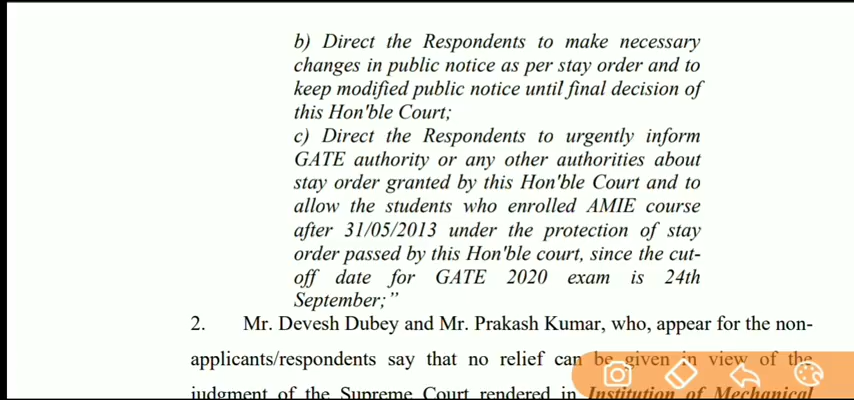 b) Direct the Respondents to make necessary
changes in public notice as per stay order and to
keep modified public notice until final decision of
this Hon'ble Court;
c) Direct the Respondents to urgently inform
GATE authority or any other authorities about
stay order granted by this Hon'ble Court and to
allow the students who enrolled AMIE course
after 31/05/2013 under the protection of stay
order passed by this Hon'ble court, since the cut-
off date for GATE 2020 exam is 24th
September;”
2. Mr. Devesh Dubey and Mr. Prakash Kumar, who, appear for the non-
applicants/respondents say that no relief can be given in view of the
judgment of the Supreme Court rendered in Institution of Mechanical